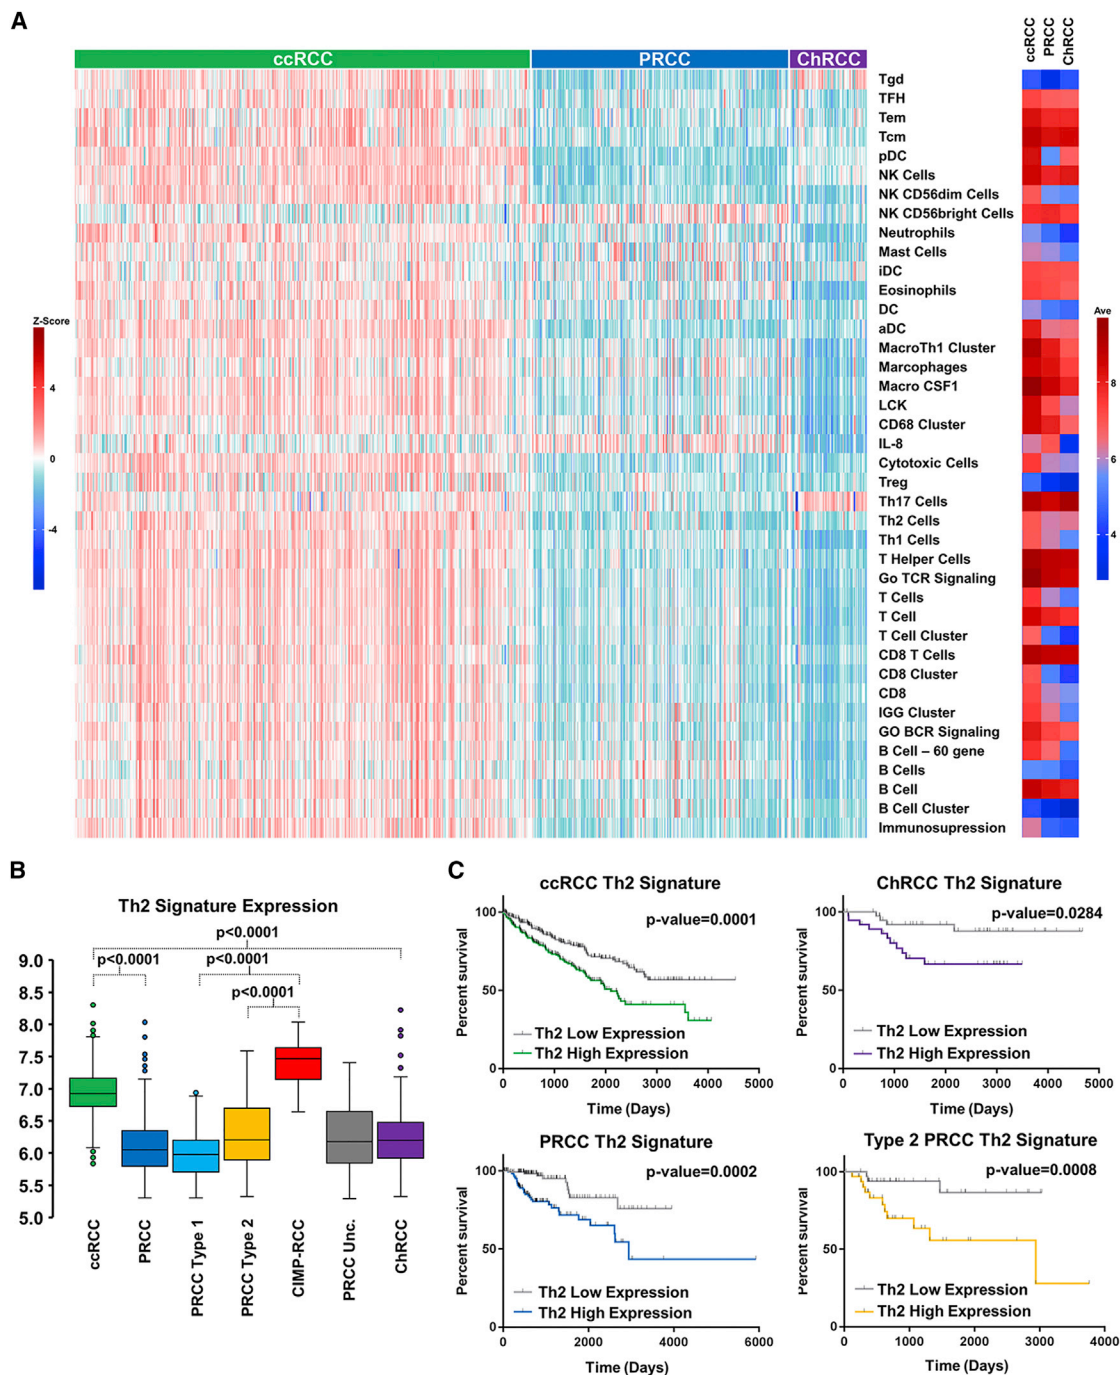 A
ccRCC PRCC ChRCC
ccRCC PRCC ChRCC
Tgd
TFH
Tem
Tcm
pDC
NK Cells
NK CD56dim Cells
NK CD56bright Cells
Neutrophils
Mast Cells
iDC
Eosinophils
DC
aDC
MacroTh1 Cluster
Marcophages
Macro CSF1
LCK
CD68 Cluster
IL-8
Cytotoxic Cells
Treg
Th17 Cells
Th2 Cells
Th1 Cells
T Helper Cells
Go TCR Signaling
T Cells
T Cell
T Cell Cluster
CD8 T Cells
CD8 Cluster
CD8
IGG Cluster
GO BCR Signaling
B Cell – 60 gene
B Cells
B Cell
B Cell Cluster
Immunosupression
Z-Score
4
0
-4
Ave
8
6
4
B
Th2 Signature Expression
p<0.0001
p<0.0001 p<0.0001
p<0.0001
9.0
8.5
8.0
7.5
7.0
6.5
6.0
5.5
5.0
ccRCC
PRCC
PRCC Type 1
PRCC Type 2
CIMP-RCC
PRCC Unc.
ChRCC
C
ccRCC Th2 Signature
p-value=0.0001
Percent survival
100
50
0
Th2 Low Expression
Th2 High Expression
0 1000 2000 3000 4000 5000
Time (Days)
ChRCC Th2 Signature
p-value=0.0284
Percent survival
100
50
0
Th2 Low Expression
Th2 High Expression
0 1000 2000 3000 4000 5000
Time (Days)
PRCC Th2 Signature
p-value=0.0002
Percent survival
100
50
0
Th2 Low Expression
Th2 High Expression
0 2000 4000 6000
Time (Days)
Type 2 PRCC Th2 Signature
p-value=0.0008
Percent survival
100
50
0
Th2 Low Expression
Th2 High Expression
0 1000 2000 3000 4000
Time (Days)